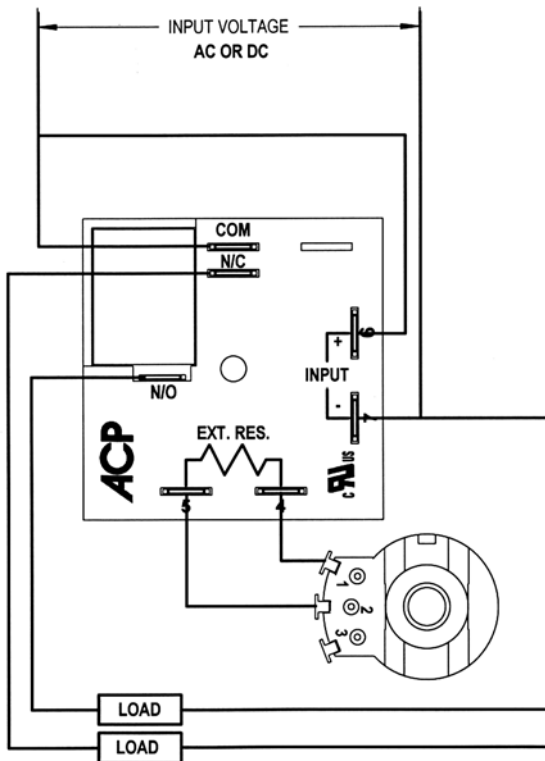 INPUT VOLTAGE
AC OR DC
COM
N/C
6
+
INPUT
N/O
-
7
EXT. RES.
ACP
C US
5
4
1
2
3
LOAD
LOAD